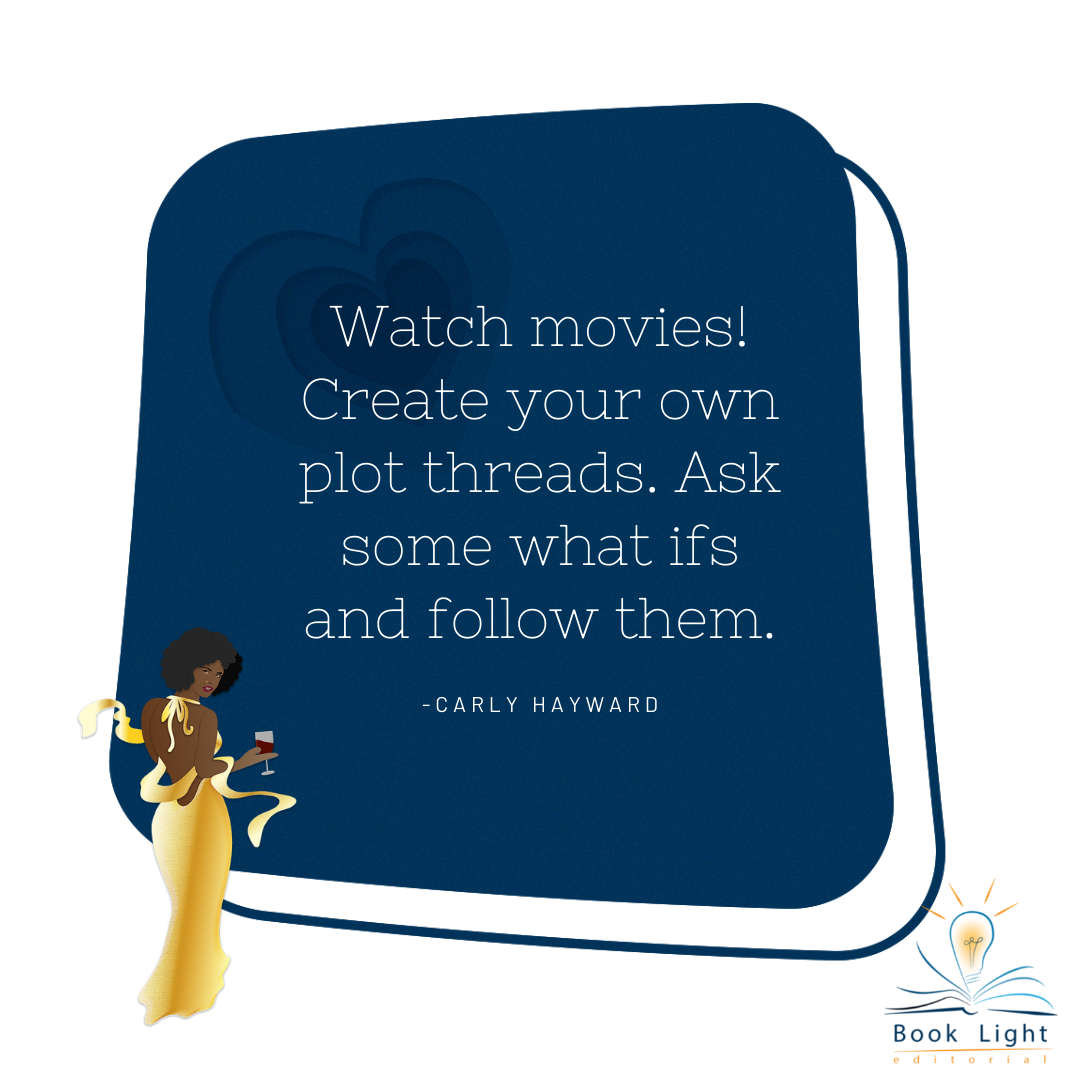 Watch movies!
Create your own
plot threads. Ask
some what ifs
and follow them.
-CARLY HAYWARD
Book Light
editorial